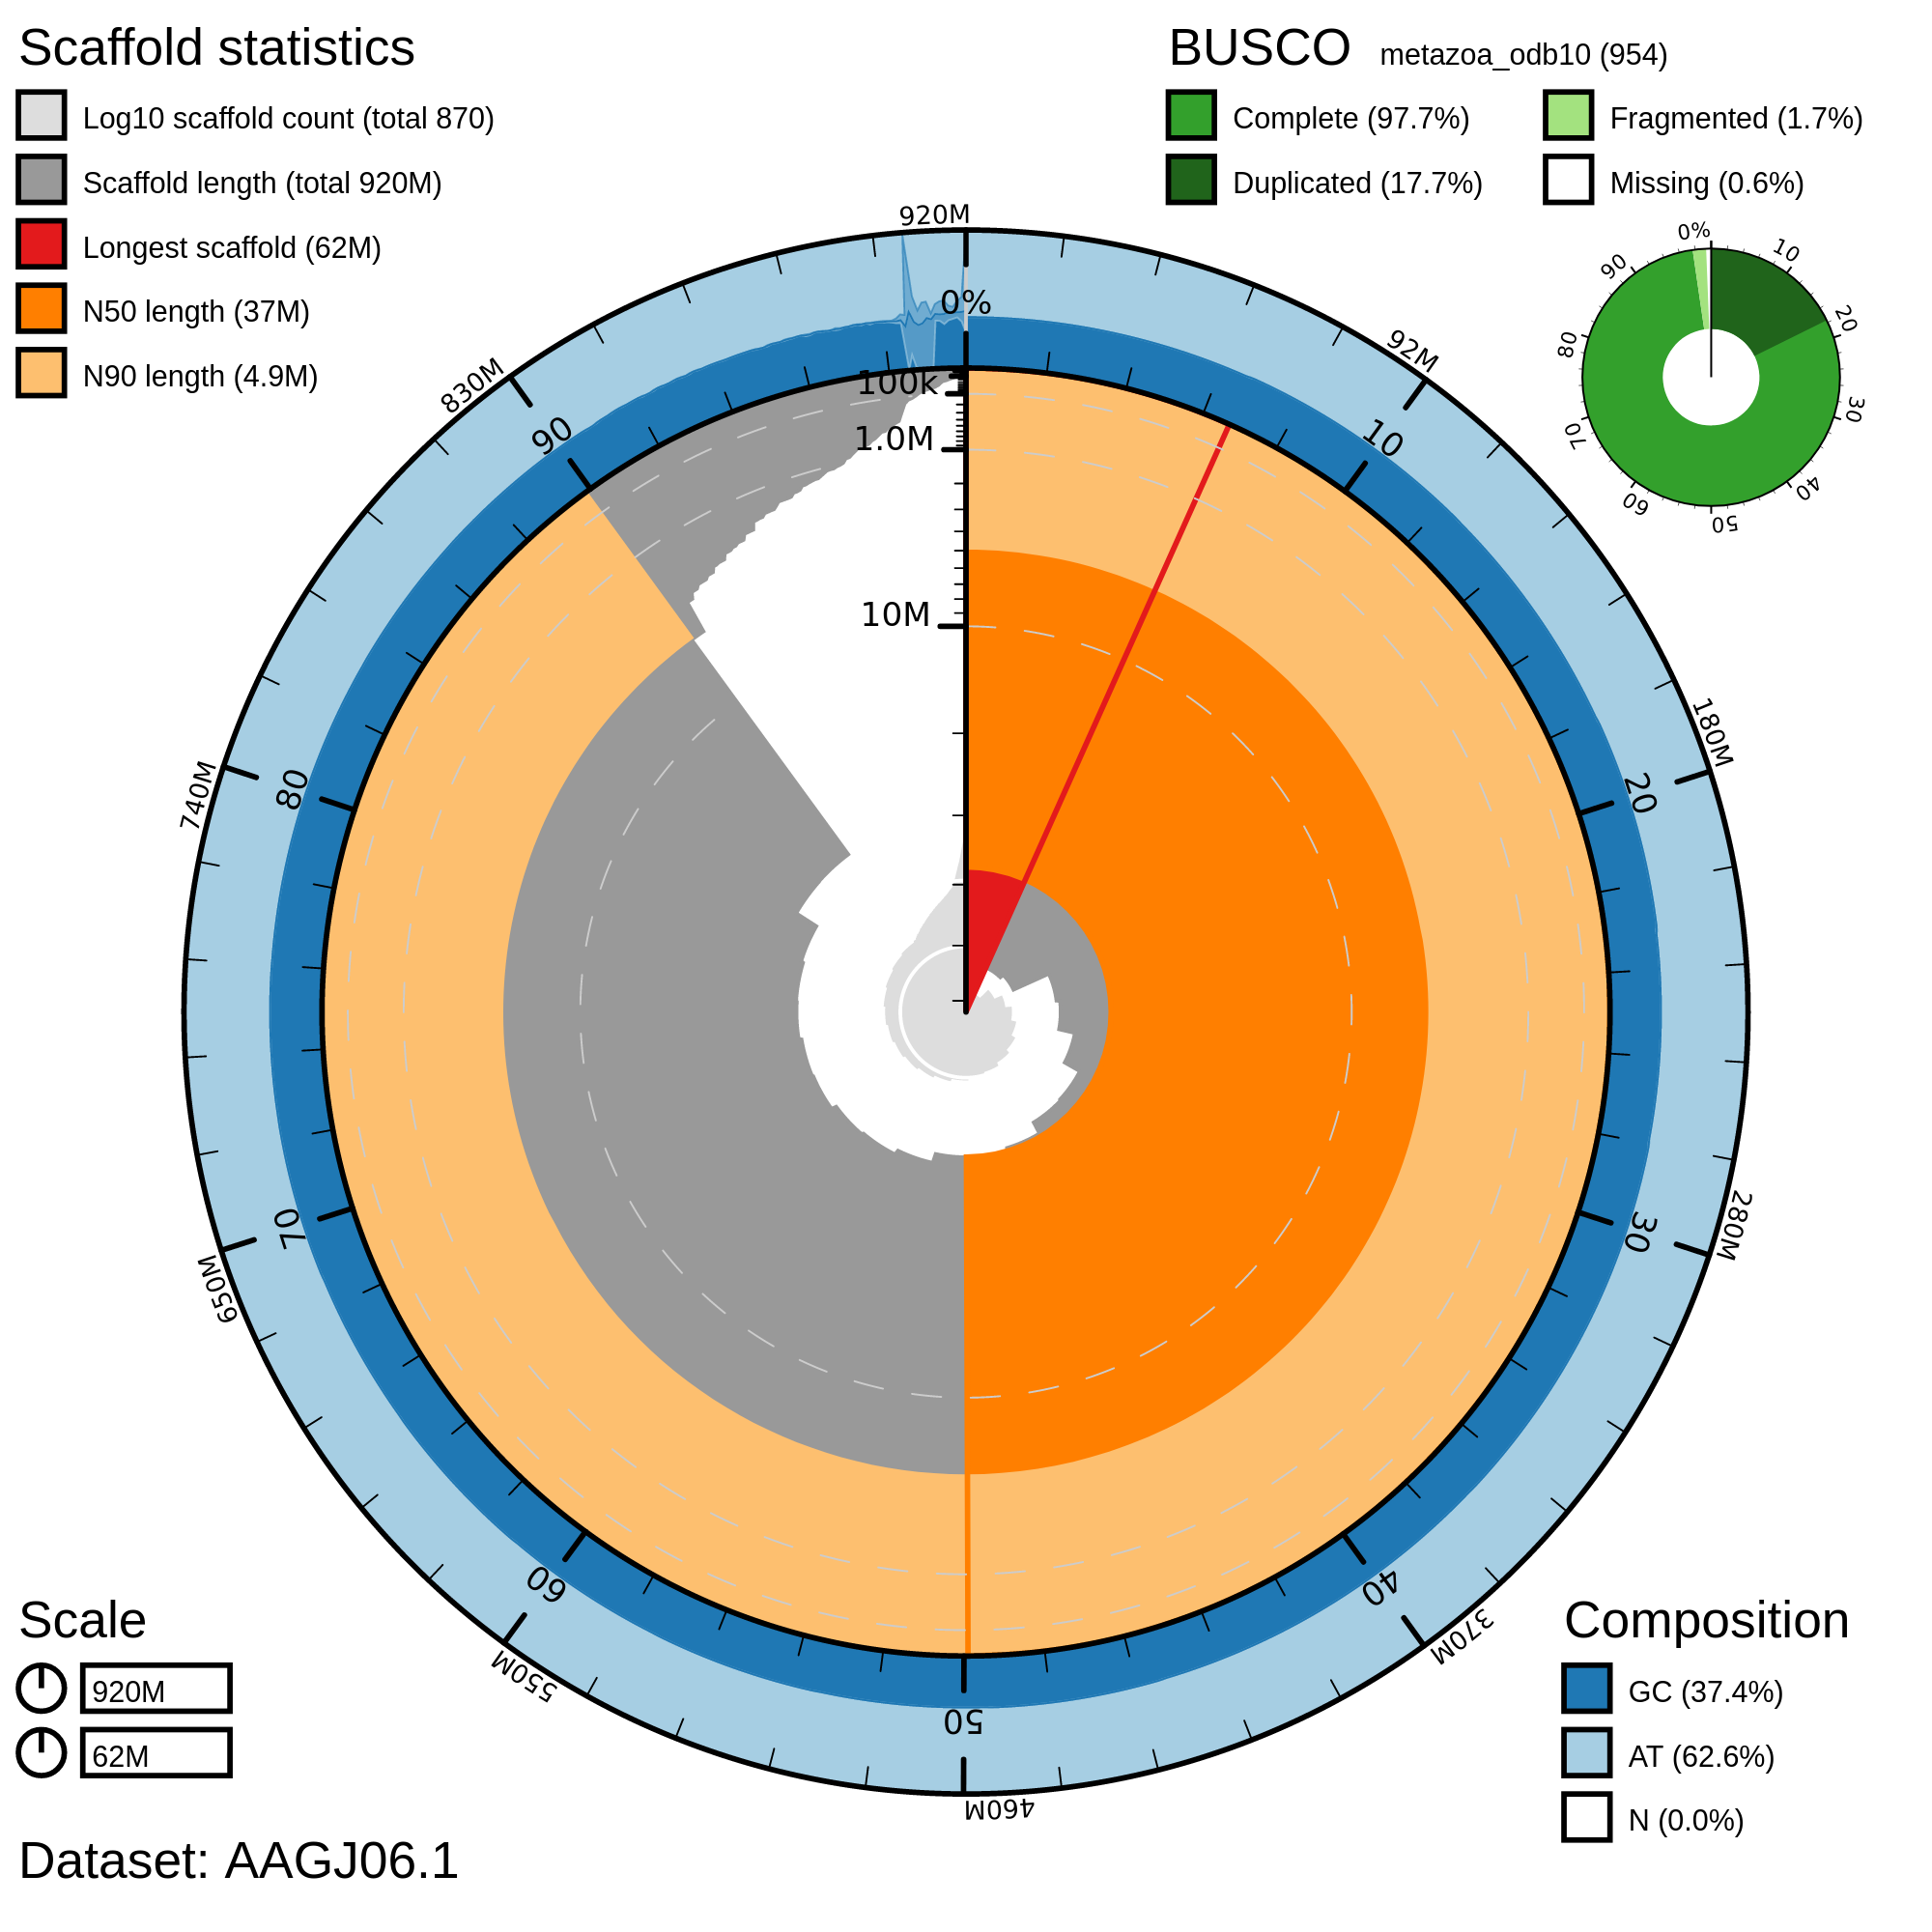 Scaffold statistics
Log10 scaffold count (total 870)
Scaffold length (total 920M)
Longest scaffold (62M)
N50 length (37M)
N90 length (4.9M)
BUSCO metazoa_odb10 (954)
Complete (97.7%)
Fragmented (1.7%)
Duplicated (17.7%)
Missing (0.6%)
0%
10
20
30
40
50
60
70
80
90
920M
92M
180M
280M
370M
460M
550M
650M
740M
830M
0%
10
20
30
40
50
60
70
80
90
100k
1.0M
10M
Scale
920M
62M
Composition
GC (37.4%)
AT (62.6%)
N (0.0%)
Dataset: AAGJ06.1